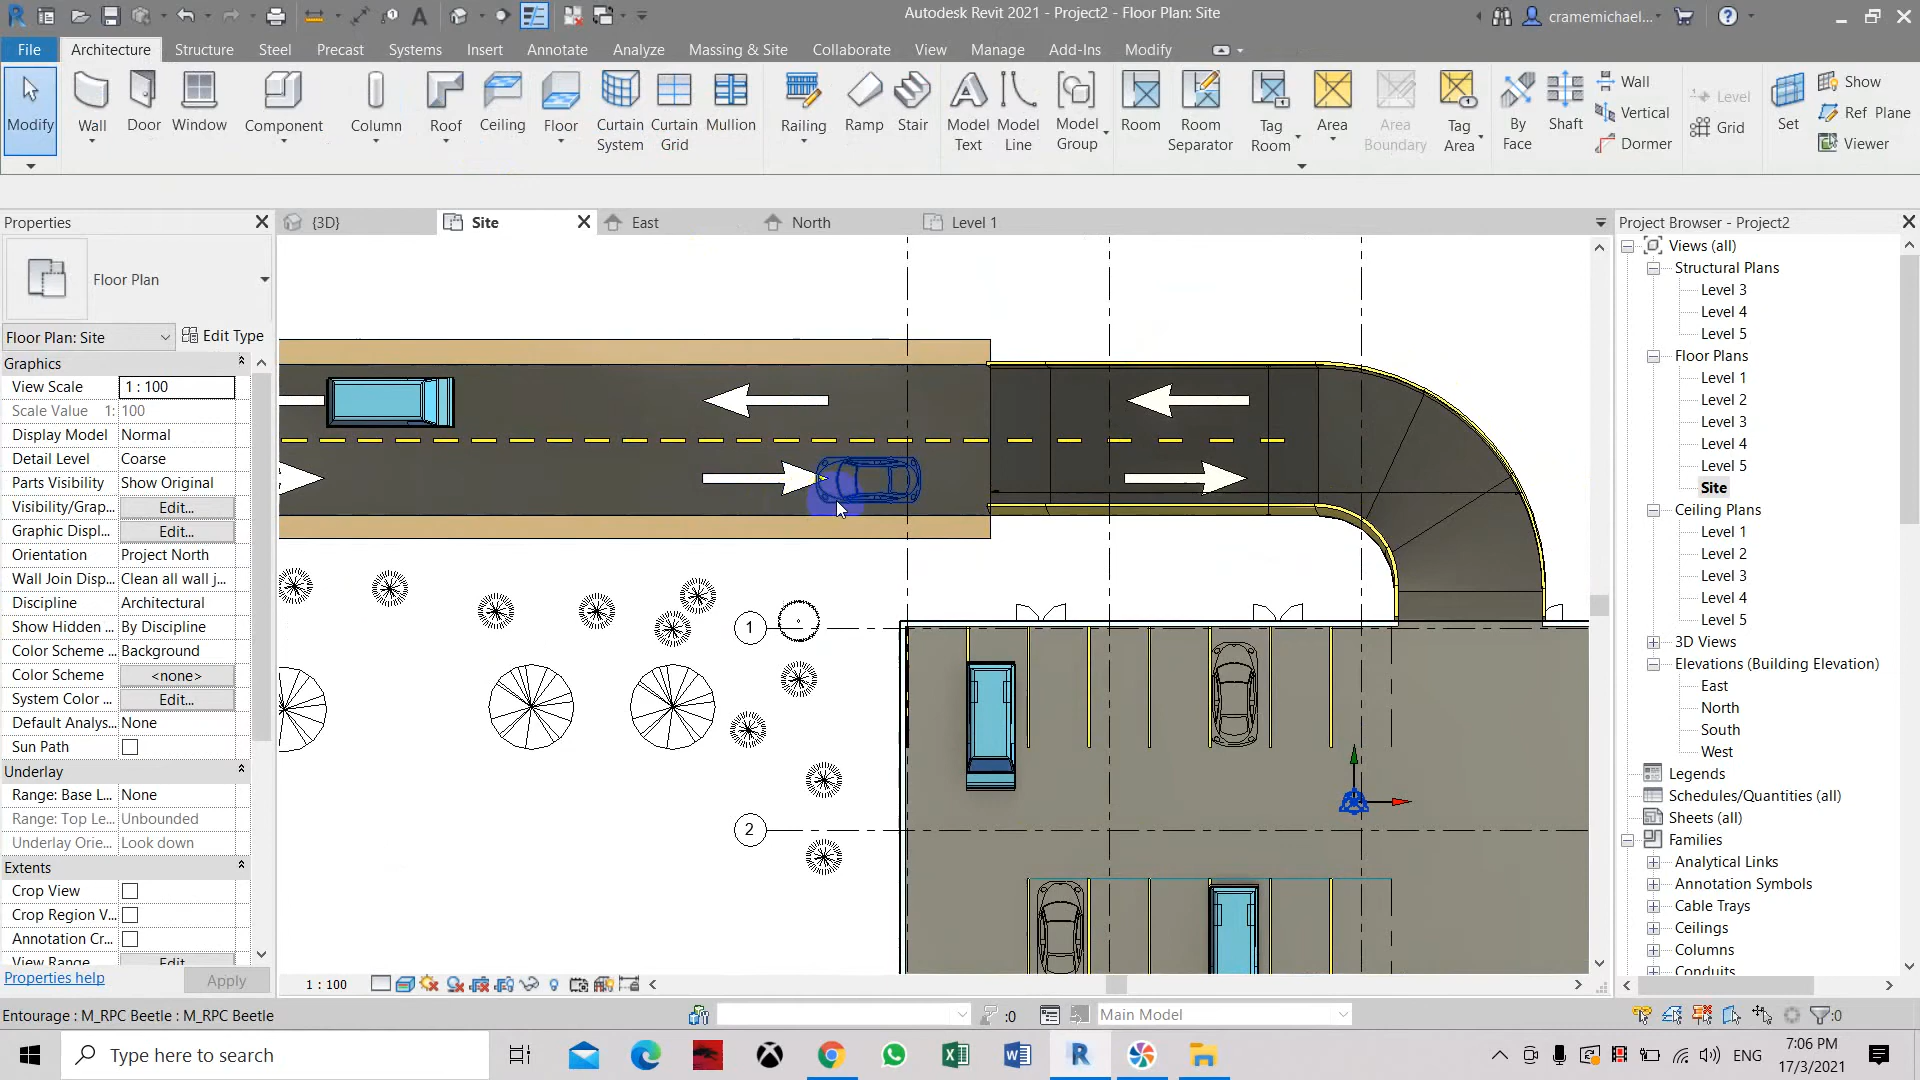 Autodesk Revit 2021 - Project2 - Floor Plan: Site
cramemichael...
File Architecture Structure Steel Precast Systems Insert Annotate Analyze Massing & Site Collaborate View Manage Add-Ins Modify
Modify Wall Door Window Component Column Roof Ceiling Floor Curtain System Curtain Grid Mullion Railing Ramp Stair Model Text Model Line Model Group Room Room Separator Tag Room Area Area Boundary Tag Area By Face Shaft Wall Vertical Dormer Level Grid Set Show Ref Plane Viewer
Properties
{3D} Site East North Level 1
Project Browser - Project2
Floor Plan
Floor Plan: Site Edit Type
Graphics
View Scale 1 : 100
Scale Value 1: 100
Display Model Normal
Detail Level Coarse
Parts Visibility Show Original
Visibility/Grap... Edit...
Graphic Displ... Edit...
Orientation Project North
Wall Join Disp... Clean all wall j...
Discipline Architectural
Show Hidden ... By Discipline
Color Scheme ... Background
Color Scheme <none>
System Color ... Edit...
Default Analys... None
Sun Path
Underlay
Range: Base L... None
Range: Top Le... Unbounded
Underlay Orie... Look down
Extents
Crop View
Crop Region V...
Annotation Cr...
View Range Edit...
Properties help Apply
1
2
Views (all)
Structural Plans
Level 3
Level 4
Level 5
Floor Plans
Level 1
Level 2
Level 3
Level 4
Level 5
Site
Ceiling Plans
Level 1
Level 2
Level 3
Level 4
Level 5
3D Views
Elevations (Building Elevation)
East
North
South
West
Legends
Schedules/Quantities (all)
Sheets (all)
Families
Analytical Links
Annotation Symbols
Cable Trays
Ceilings
Columns
Conduits
1 : 100
Entourage : M_RPC Beetle : M_RPC Beetle
:0
Main Model
:0
Type here to search
ENG
7:06 PM
17/3/2021